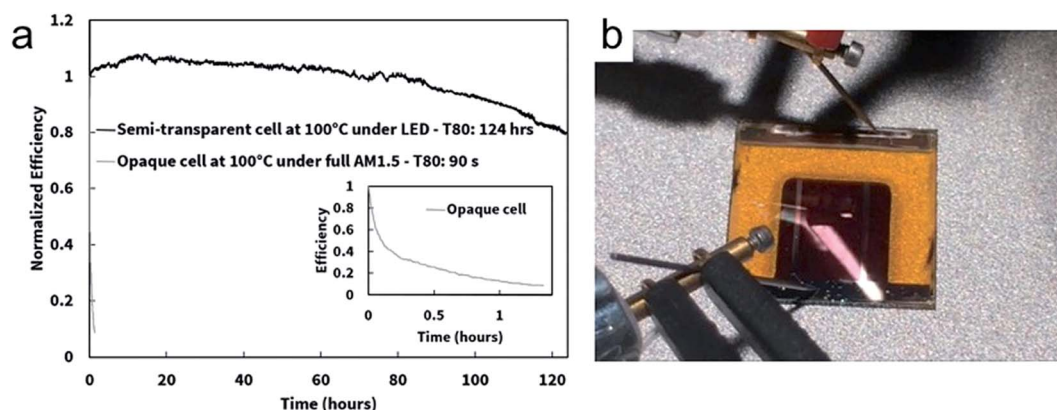 a
1.2
1
0.8
0.6
0.4
0.2
0
Normalized Efficiency
Semi-transparent cell at 100°C under LED - T80: 124 hrs
Opaque cell at 100°C under full AM1.5 - T80: 90 s
1
0.8
0.6
0.4
0.2
0
Efficiency
Opaque cell
0 0.5 1
Time (hours)
0 20 40 60 80 100 120
Time (hours)
b